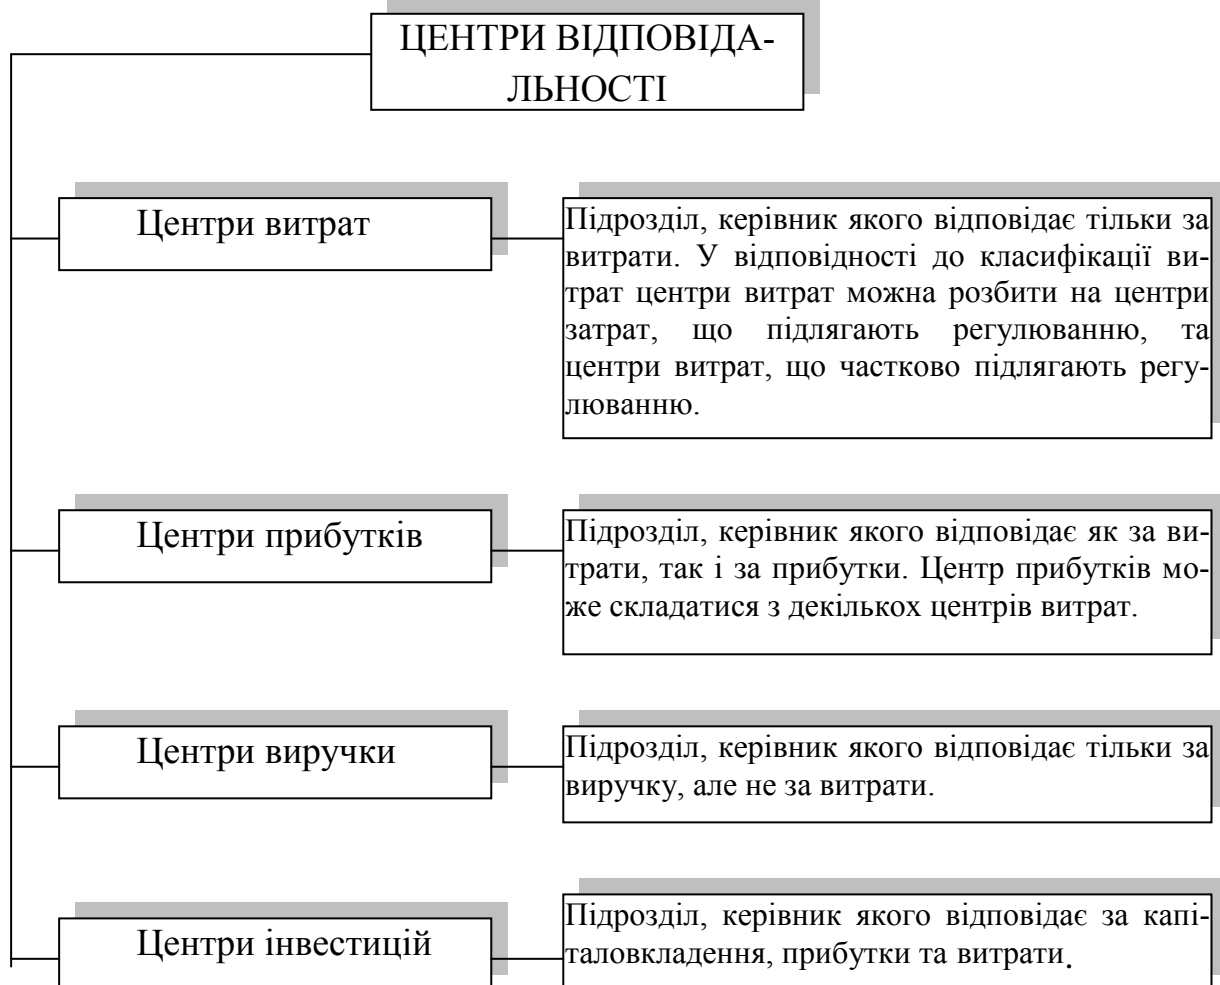 ЦЕНТРИ ВІДПОВІДА-
ЛЬНОСТІ
Центри витрат
Підрозділ, керівник якого відповідає тільки за
витрати. У відповідності до класифікації ви-
трат центри витрат можна розбити на центри
затрат, що підлягають регулюванню, та
центри витрат, що частково підлягають регу-
люванню.
Центри прибутків
Підрозділ, керівник якого відповідає як за ви-
трати, так і за прибутки. Центр прибутків мо-
же складатися з декількох центрів витрат.
Центри виручки
Підрозділ, керівник якого відповідає тільки за
виручку, але не за витрати.
Центри інвестицій
Підрозділ, керівник якого відповідає за капі-
таловкладення, прибутки та витрати.